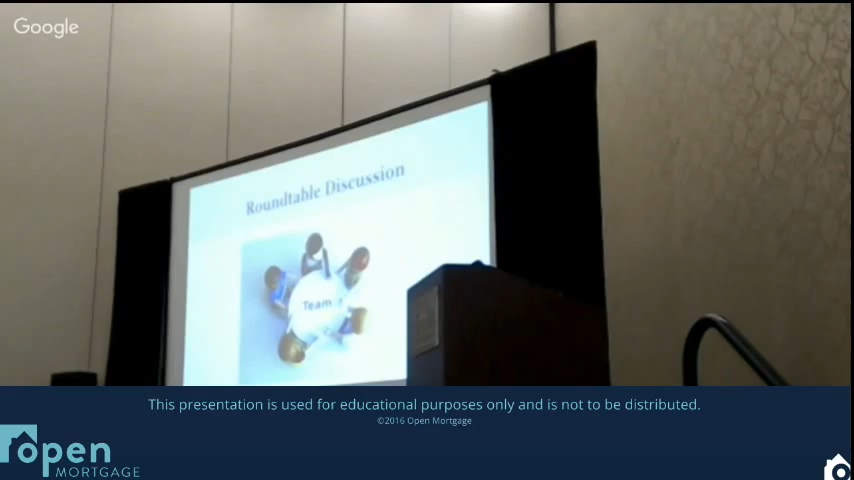 Google
Roundtable Discussion
Team
This presentation is used for educational purposes only and is not to be distributed.
©2016 Open Mortgage
open
MORTGAGE